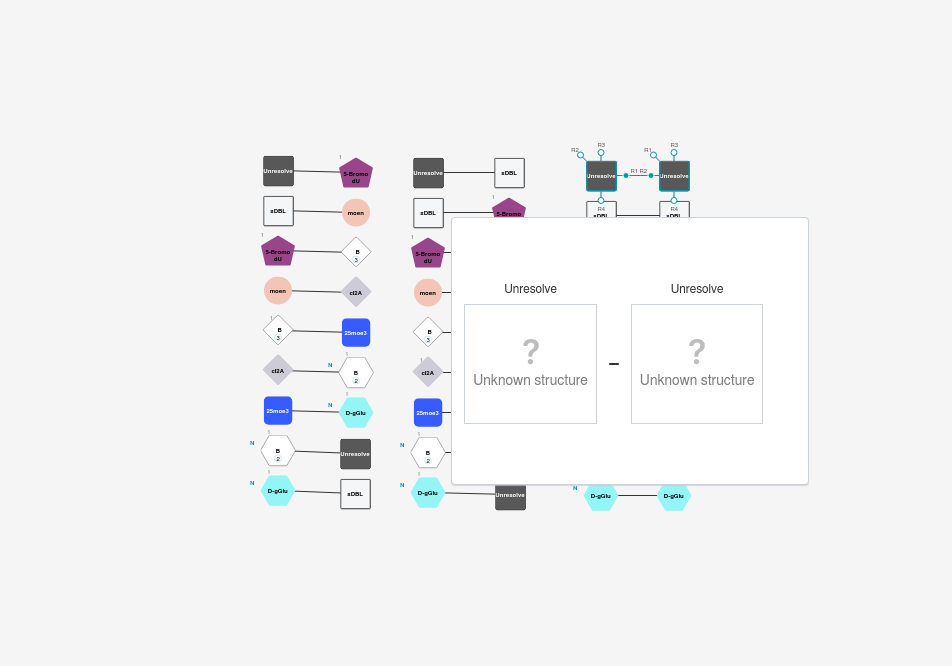 R2 R3 R1 R3
1
Unresolve 5-Bromo Unresolve sDBL Unresolve R1 R2 Unresolve
dU
R4 R4
sDBL moen sDBL 5-Bromo sDBL sDBL
1 1 1
5-Bromo B 5-Bromo
dU 3 dU
Unresolve Unresolve
moen cl2A moen
1
B 25moe3 B
3 3
? – ?
N 1 1
cl2A B cl2A Unknown structure Unknown structure
2
N 1
25moe3 D-gGlu 25moe3
N 1 N
B Unresolve B
2 2
N 1 N 1 N
D-gGlu sDBL D-gGlu Unresolve D-gGlu D-gGlu